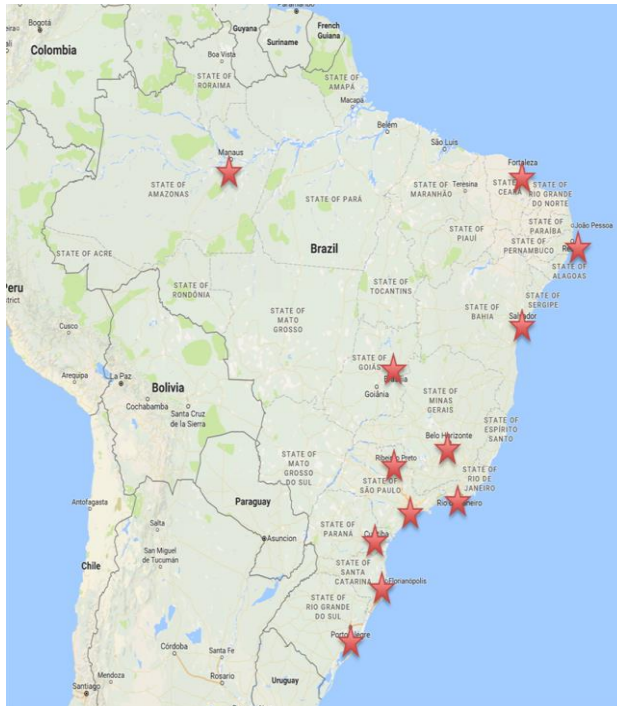 Bogotá
Colombia
Guyana
Suriname
French
Guiana
Boa Vista
STATE OF
RORAIMA
STATE OF
AMAPÁ
Macapá
Belém
São Luís
Manaus
Fortaleza
STATE OF
AMAZONAS
STATE OF PARÁ
STATE OF
MARANHÃO
Teresina
STATE
CEARÁ
STATE OF
RIO GRANDE
DO NORTE
STATE OF
PARAÍBA
João Pessoa
STATE OF
PIAUÍ
STATE OF
PERNAMBUCO
STATE OF
ALAGOAS
STATE OF ACRE
Brazil
STATE OF
RONDÔNIA
STATE OF
TOCANTINS
STATE OF
SERGIPE
STATE OF
MATO
GROSSO
STATE OF
BAHIA
Salvador
Peru
Cusco
Arequipa
La Paz
Bolivia
Cochabamba
Santa Cruz
de la Sierra
STATE OF
GOIÁS
Goiânia
STATE OF
MINAS
GERAIS
STATE OF
ESPÍRITO
SANTO
Belo Horizonte
STATE OF
MATO
GROSSO
DO SUL
STATE OF
SÃO PAULO
STATE OF
RIO DE
JANEIRO
Antofagasta
Paraguay
Asuncion
Salta
San Miguel
de Tucumán
STATE OF
PARANÁ
Chile
STATE OF
SANTA
CATARINA
Florianópolis
STATE OF
RIO GRANDE
DO SUL
Córdoba
Santa Fe
Rosario
Mendoza
Santiago
Uruguay